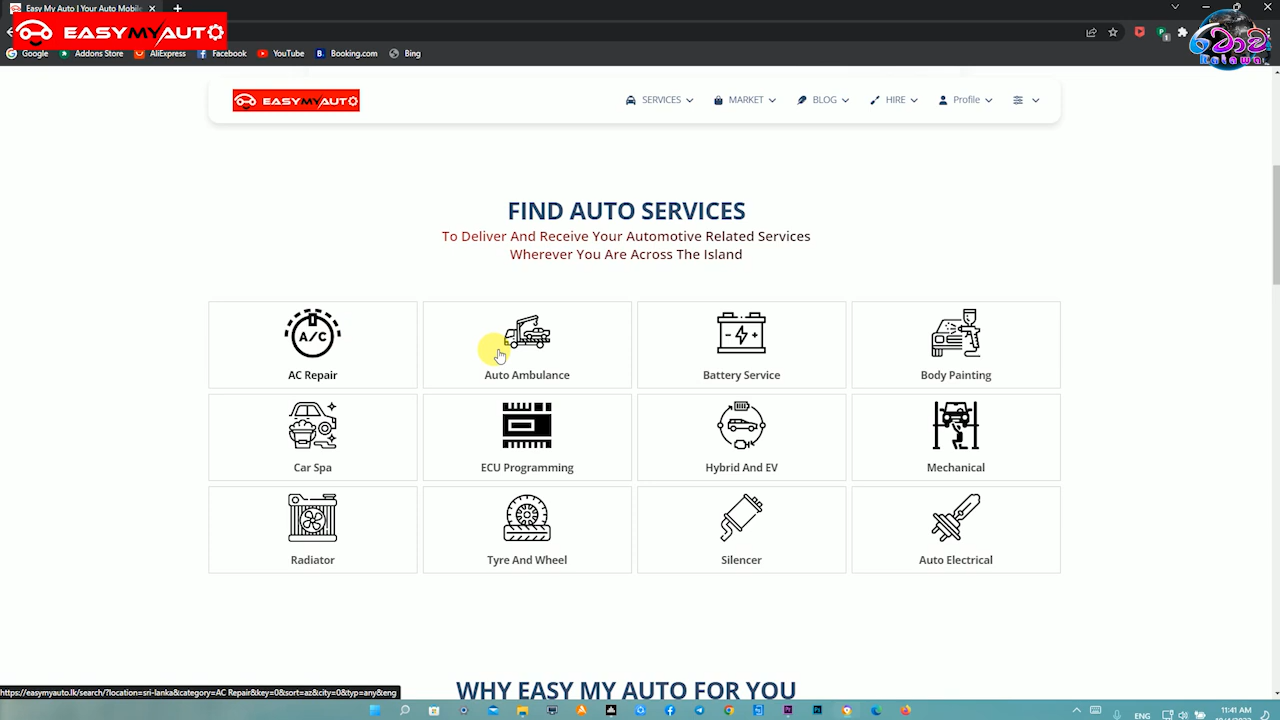 Easy My Auto | Your Auto Mobile
EASYMYAUTO
Google
Addons Store
AliExpress
Facebook
YouTube
Booking.com
Bing
Kalawa
EASYMYAUTO
SERVICES
MARKET
BLOG
HIRE
Profile
FIND AUTO SERVICES
To Deliver And Receive Your Automotive Related Services
Wherever You Are Across The Island
A/C
AC Repair
Auto Ambulance
Battery Service
Body Painting
Car Spa
ECU Programming
Hybrid And EV
Mechanical
Radiator
Tyre And Wheel
Silencer
Auto Electrical
WHY EASY MY AUTO FOR YOU
https://easymyauto.lk/search/?location=sri-lanka&category=AC Repair&key=0&sort=az&city=0&typ=any&eng
ENG
11:41 AM